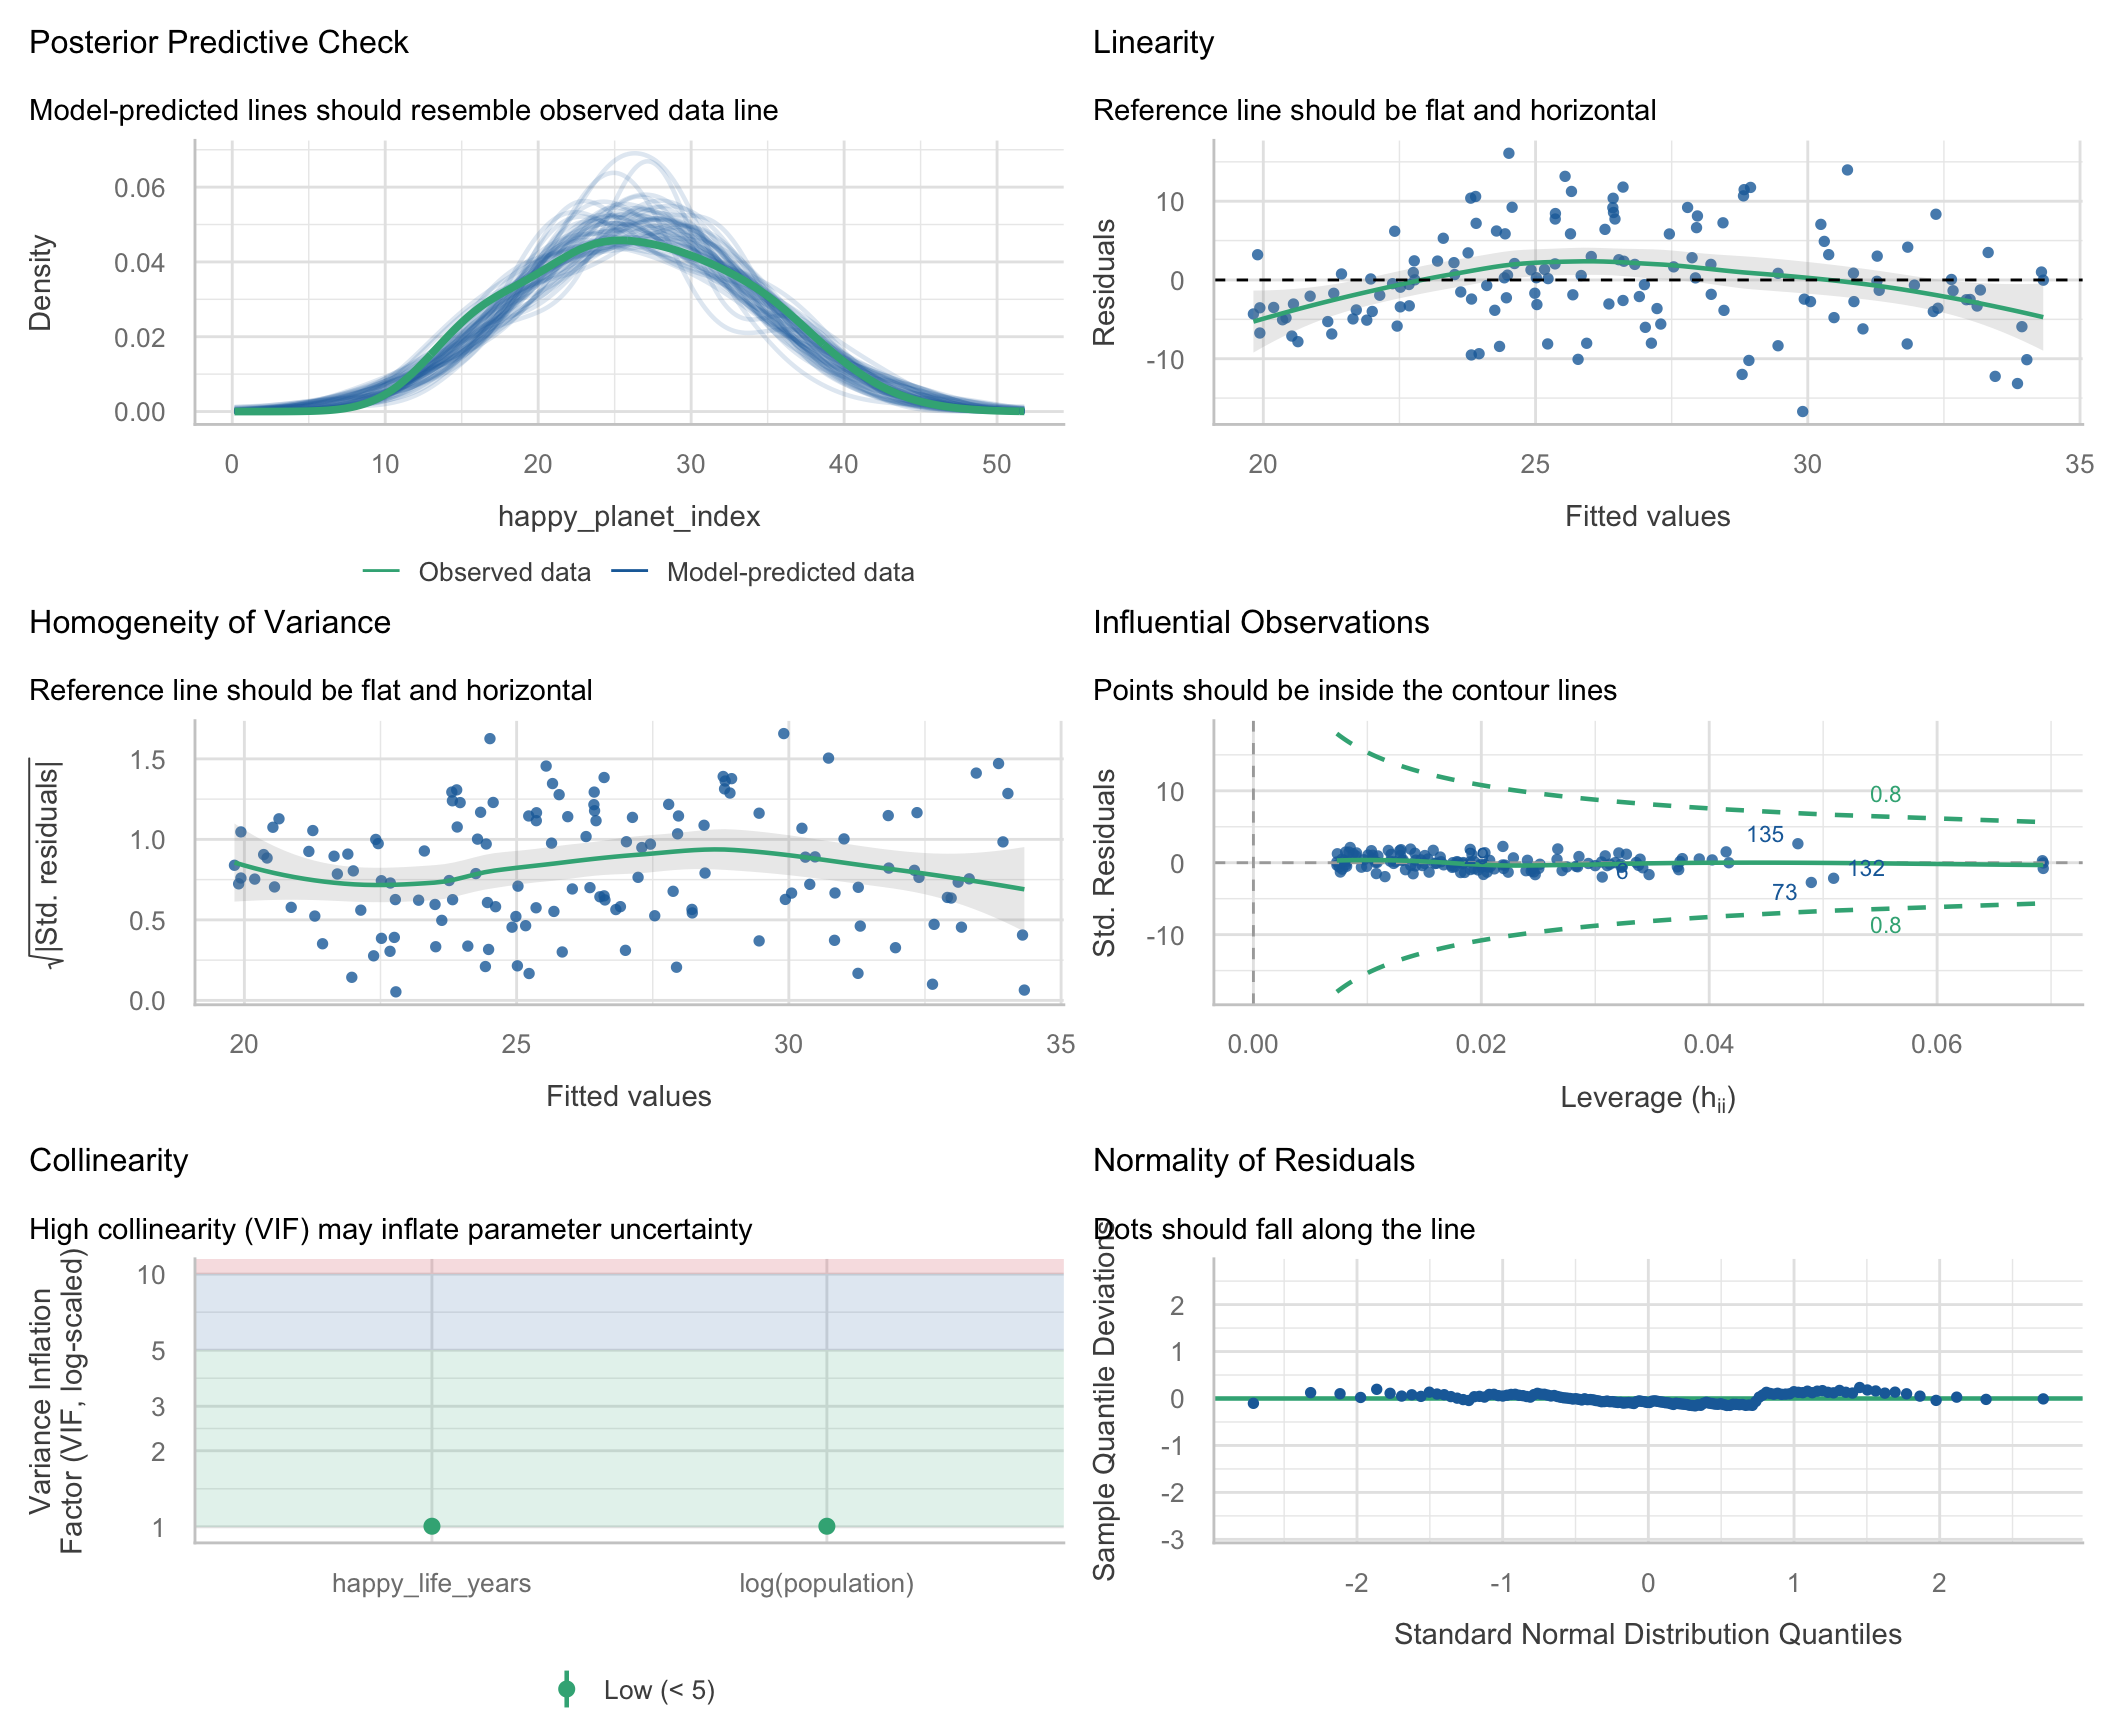 Posterior Predictive Check
Model-predicted lines should resemble observed data line
Density
0.06
0.04
0.02
0.00
0 10 20 30 40 50
happy_planet_index
Observed data Model-predicted data
Linearity
Reference line should be flat and horizontal
Residuals
10
0
-10
20 25 30 35
Fitted values
Homogeneity of Variance
Reference line should be flat and horizontal
√|Std. residuals|
1.5
1.0
0.5
0.0
20 25 30 35
Fitted values
Influential Observations
Points should be inside the contour lines
Std. Residuals
10
0
-10
0.8
135
132
6
73
0.8
0.00 0.02 0.04 0.06
Leverage (hii)
Collinearity
High collinearity (VIF) may inflate parameter uncertainty
Variance Inflation
Factor (VIF, log-scaled)
10
5
3
2
1
happy_life_years log(population)
Low (< 5)
Normality of Residuals
Dots should fall along the line
Sample Quantile Deviations
2
1
0
-1
-2
-3
-2 -1 0 1 2
Standard Normal Distribution Quantiles